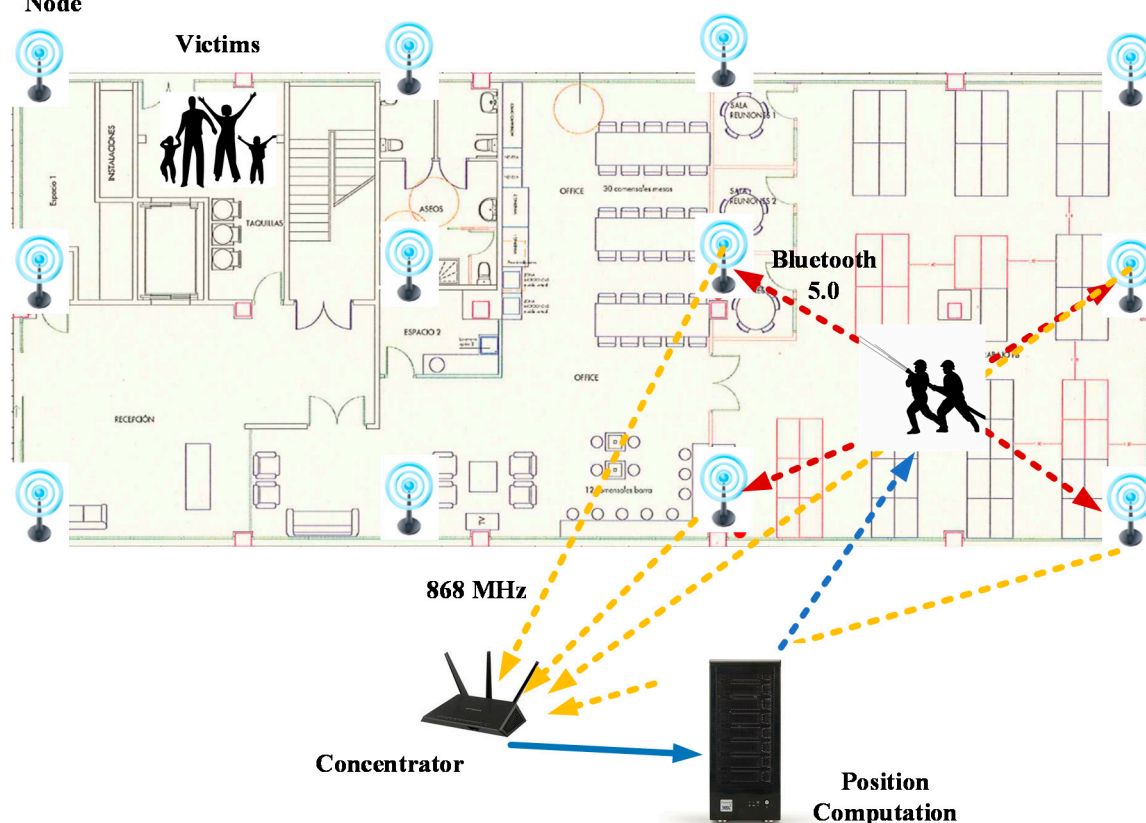 Node
Victims
INSTALACIONES
Espacio 1
TAQUILLAS
ASEOS
OFFICE
30 comensales mesas
SALA
REUNIONES 1
SALA
REUNIONES 2
Bluetooth
5.0
ESPACIO 2
OFFICE
RECEPCIÓN
12 comensales barra
TV
868 MHz
Concentrator
Position
Computation